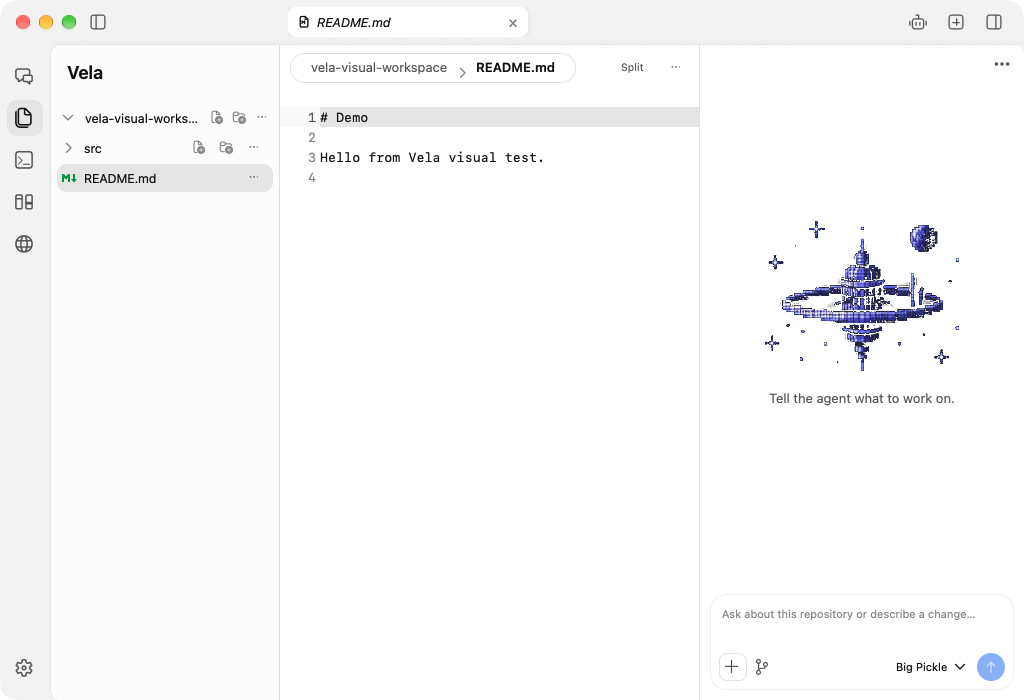 README.md
Vela
vela-visual-works...
src
README.md
vela-visual-workspace
README.md
Split
1 # Demo
2
3 Hello from Vela visual test.
4
Tell the agent what to work on.
Ask about this repository or describe a change...
Big Pickle